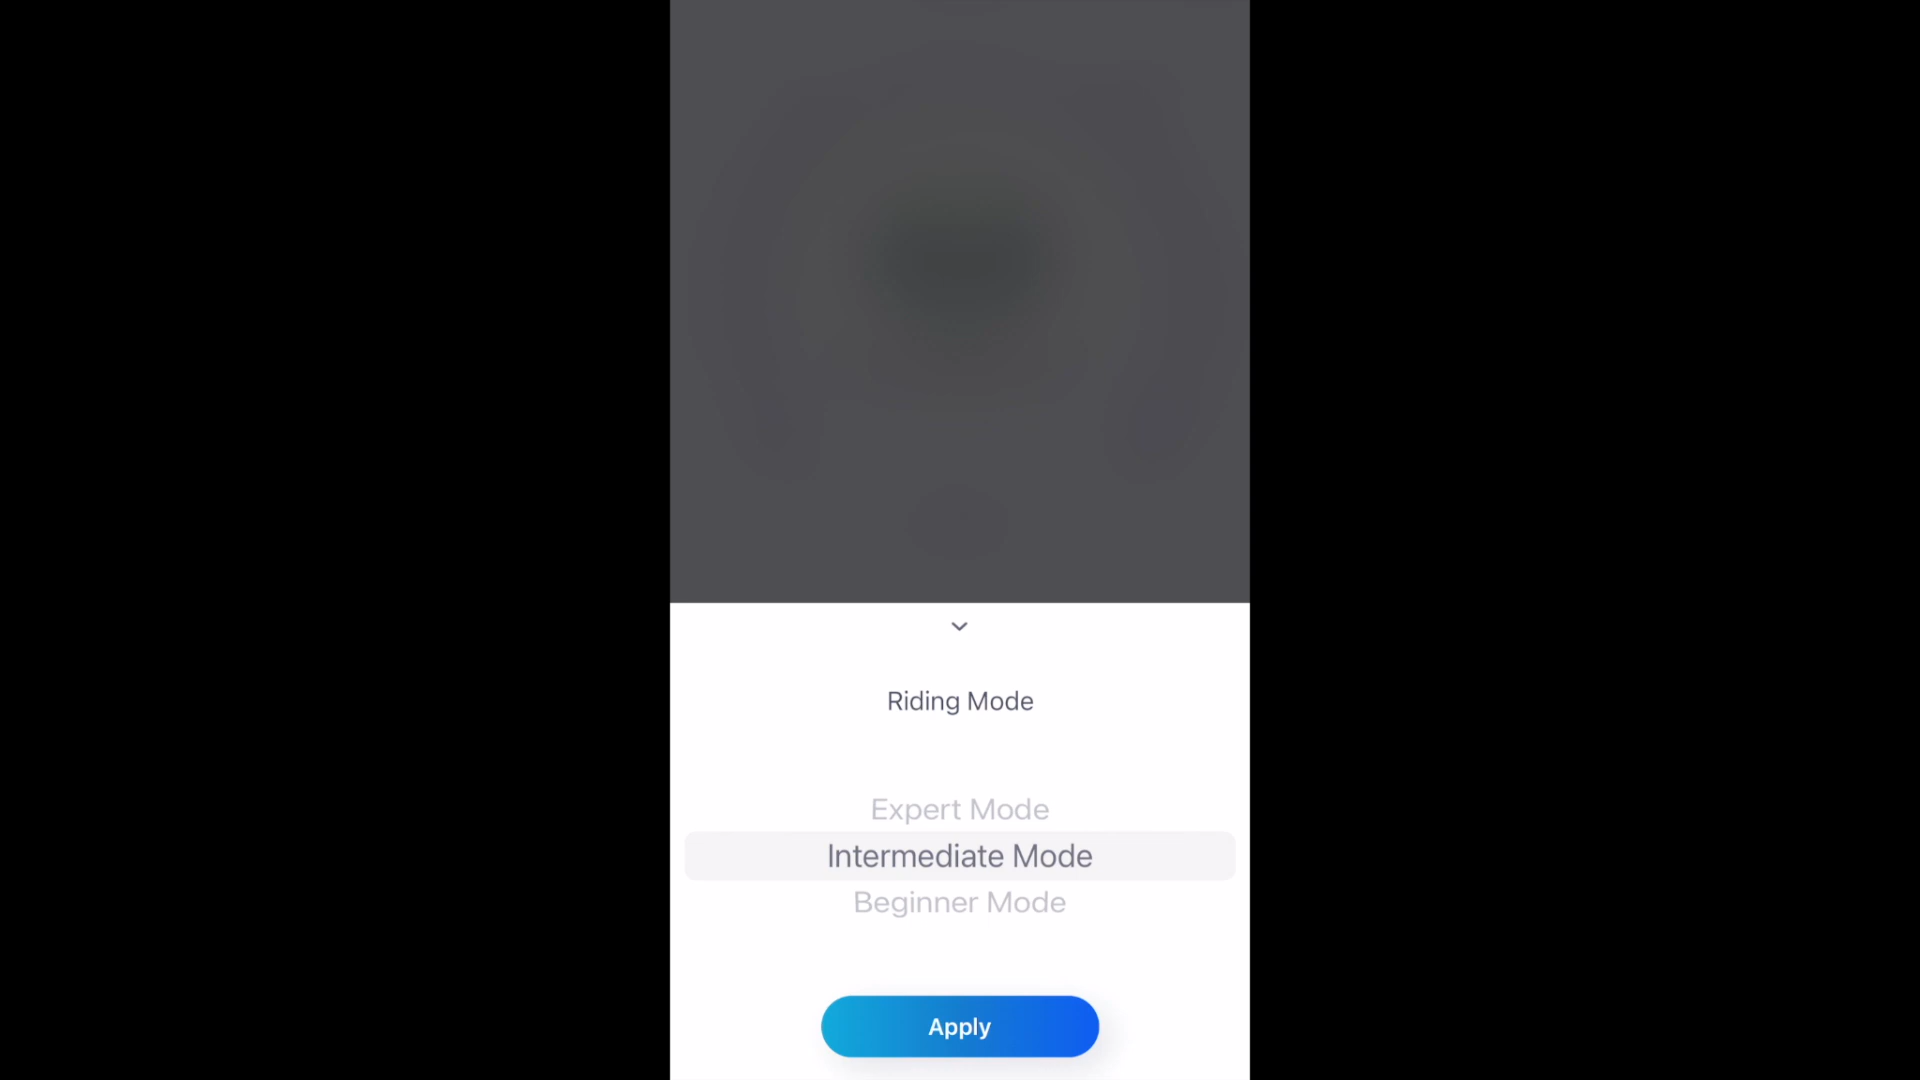 Riding Mode
Expert Mode
Intermediate Mode
Beginner Mode
Apply